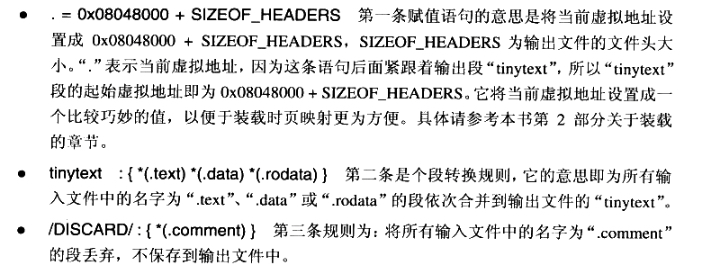 ● . = 0x08048000 + SIZEOF_HEADERS 第一条赋值语句的意思是将当前虚拟地址设
置成 0x08048000 + SIZEOF_HEADERS，SIZEOF_HEADERS 为输出文件的文件头大
小。“.”表示当前虚拟地址，因为这条语句后面紧跟着输出段“tinytext”，所以“tinytext”
段的起始虚拟地址即为 0x08048000 + SIZEOF_HEADERS。它将当前虚拟地址设置成一
个比较巧妙的值，以便于装载时页映射更为方便。具体请参考本书第 2 部分关于装载
的章节。
● tinytext : { *(.text) *(.data) *(.rodata) } 第二条是个段转换规则，它的意思即为所有输
入文件中的名字为“.text”、“.data”或“.rodata”的段依次合并到输出文件的“tinytext”。
● /DISCARD/ : { *(.comment) } 第三条规则为：将所有输入文件中的名字为“.comment”
的段丢弃，不保存到输出文件中。